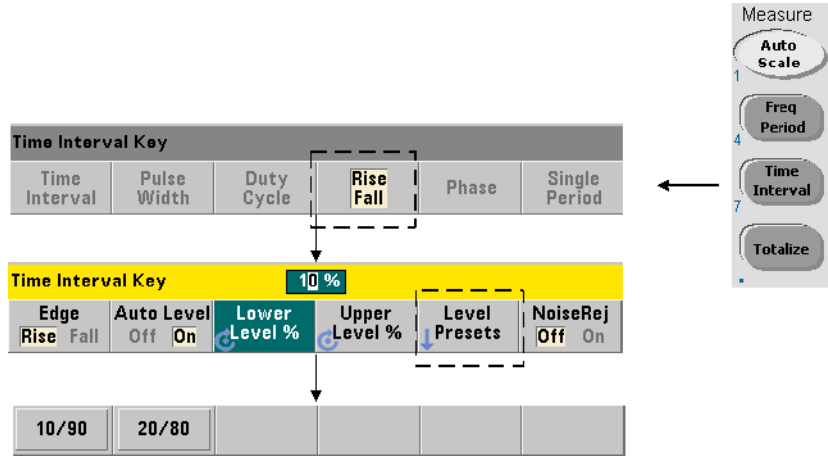 Measure
Auto
Scale
1
Freq
Period
4
Time
Interval
7
Totalize
.
Time Interval Key
Time
Interval
Pulse
Width
Duty
Cycle
Rise
Fall
Phase
Single
Period
Time Interval Key
10 %
Edge
Rise Fall
Auto Level
Off On
Lower
Level %
Upper
Level %
Level
Presets
NoiseRej
Off On
10/90
20/80